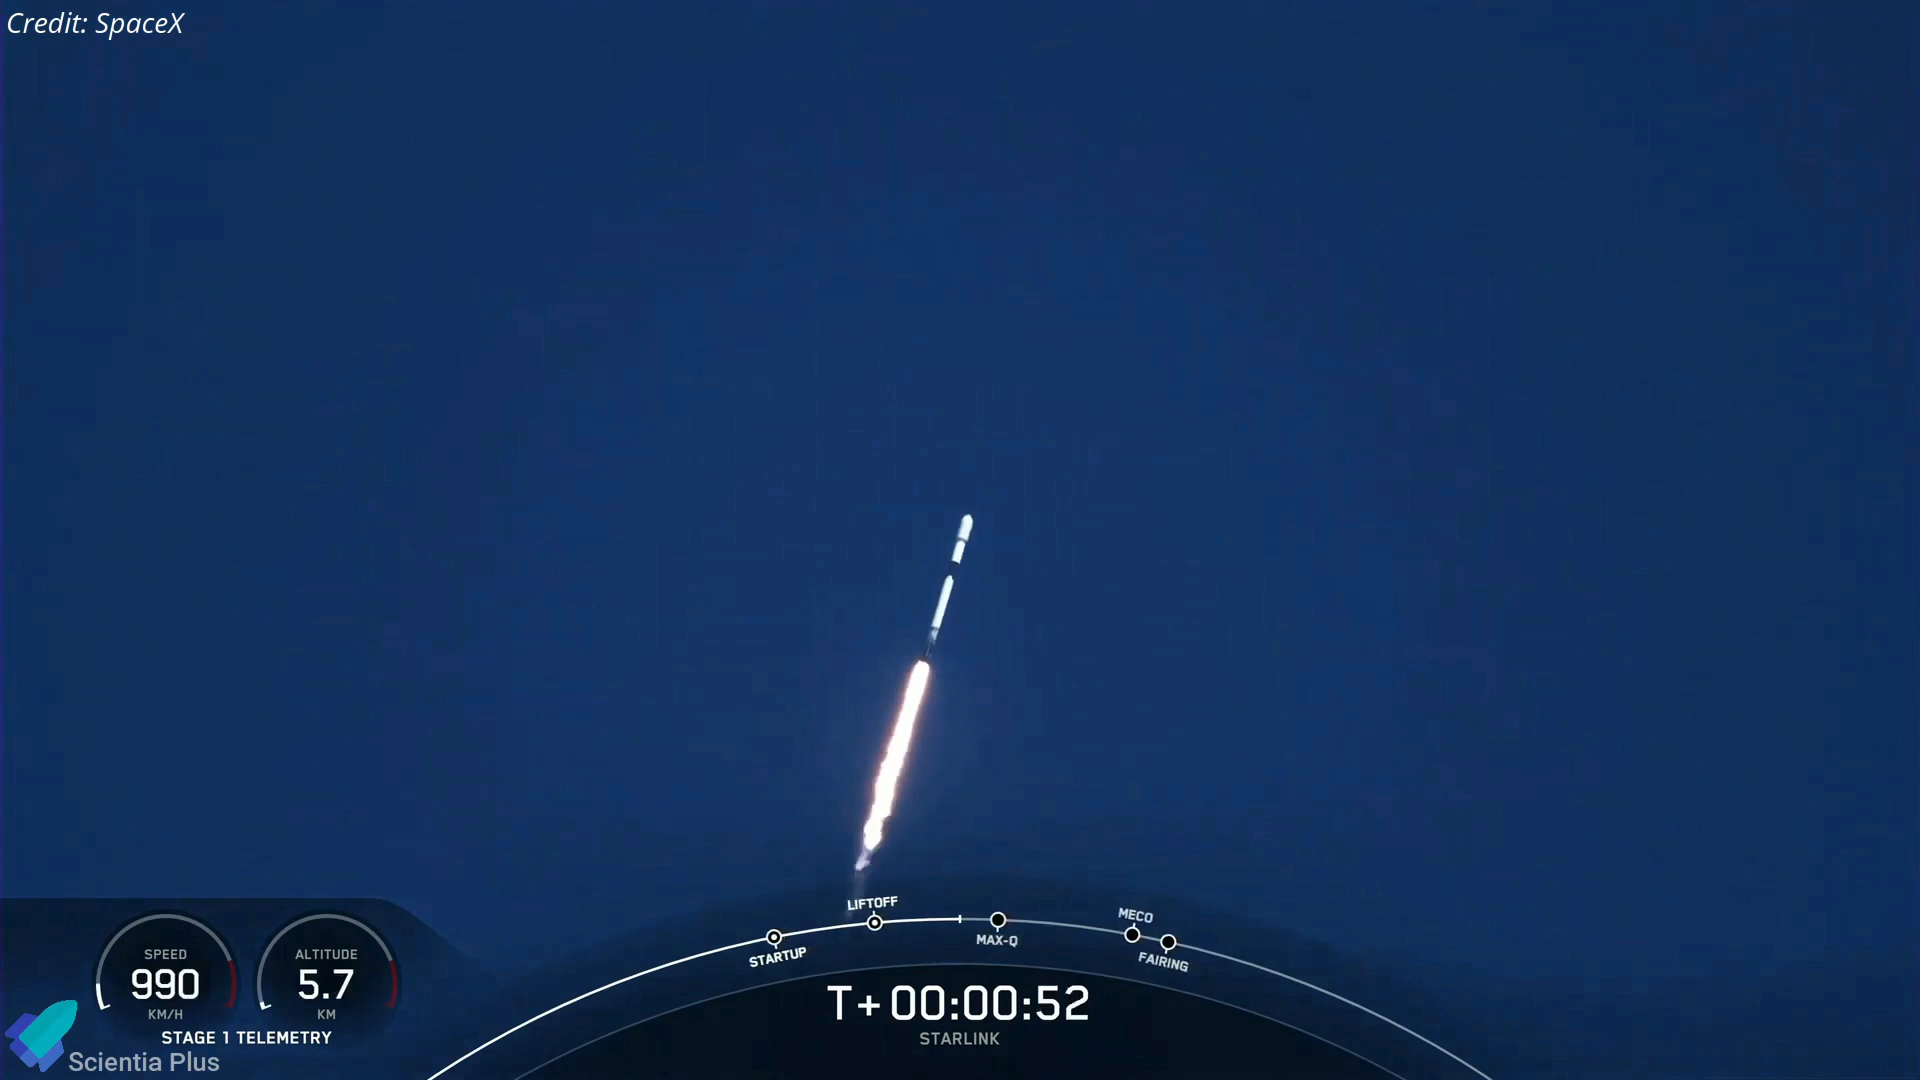 Credit: SpaceX
LIFTOFF
STARTUP
MAX-Q
MECO
FAIRING
SPEED
990
KM/H
ALTITUDE
5.7
KM
STAGE 1 TELEMETRY
T+00:00:52
STARLINK
Scientia Plus